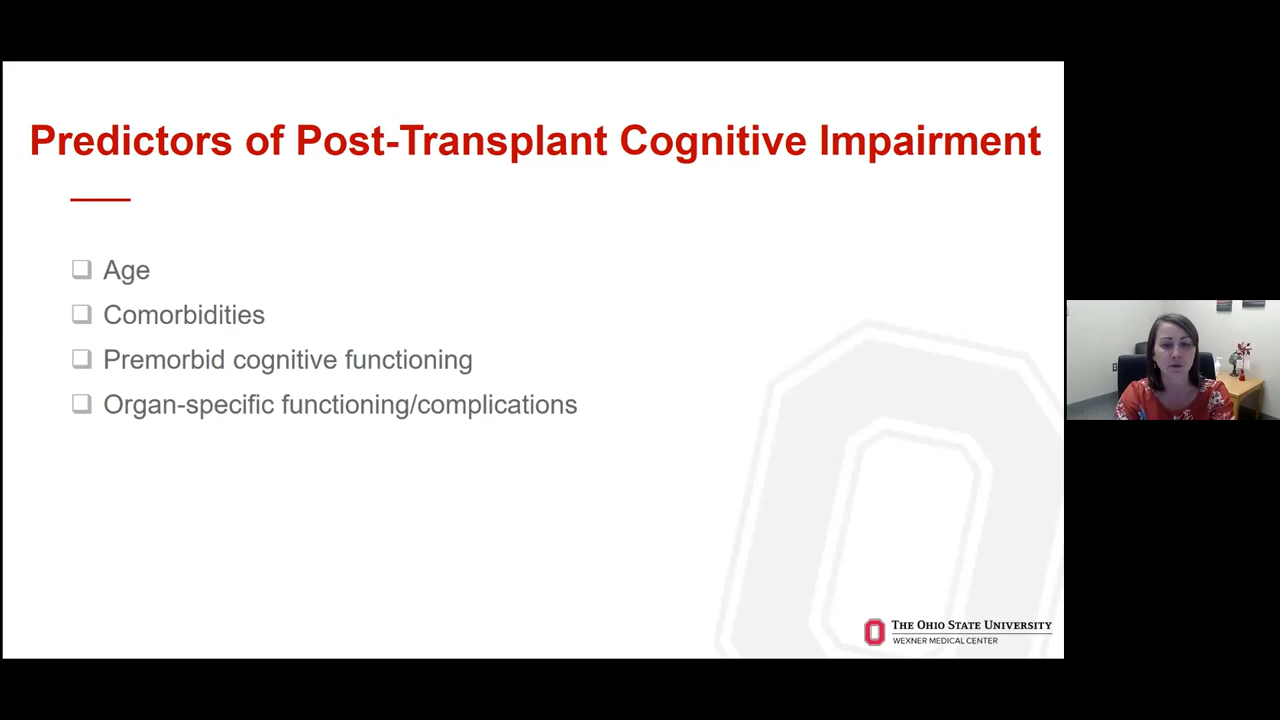 Predictors of Post-Transplant Cognitive Impairment
Age
Comorbidities
Premorbid cognitive functioning
Organ-specific functioning/complications
THE OHIO STATE UNIVERSITY
WEXNER MEDICAL CENTER